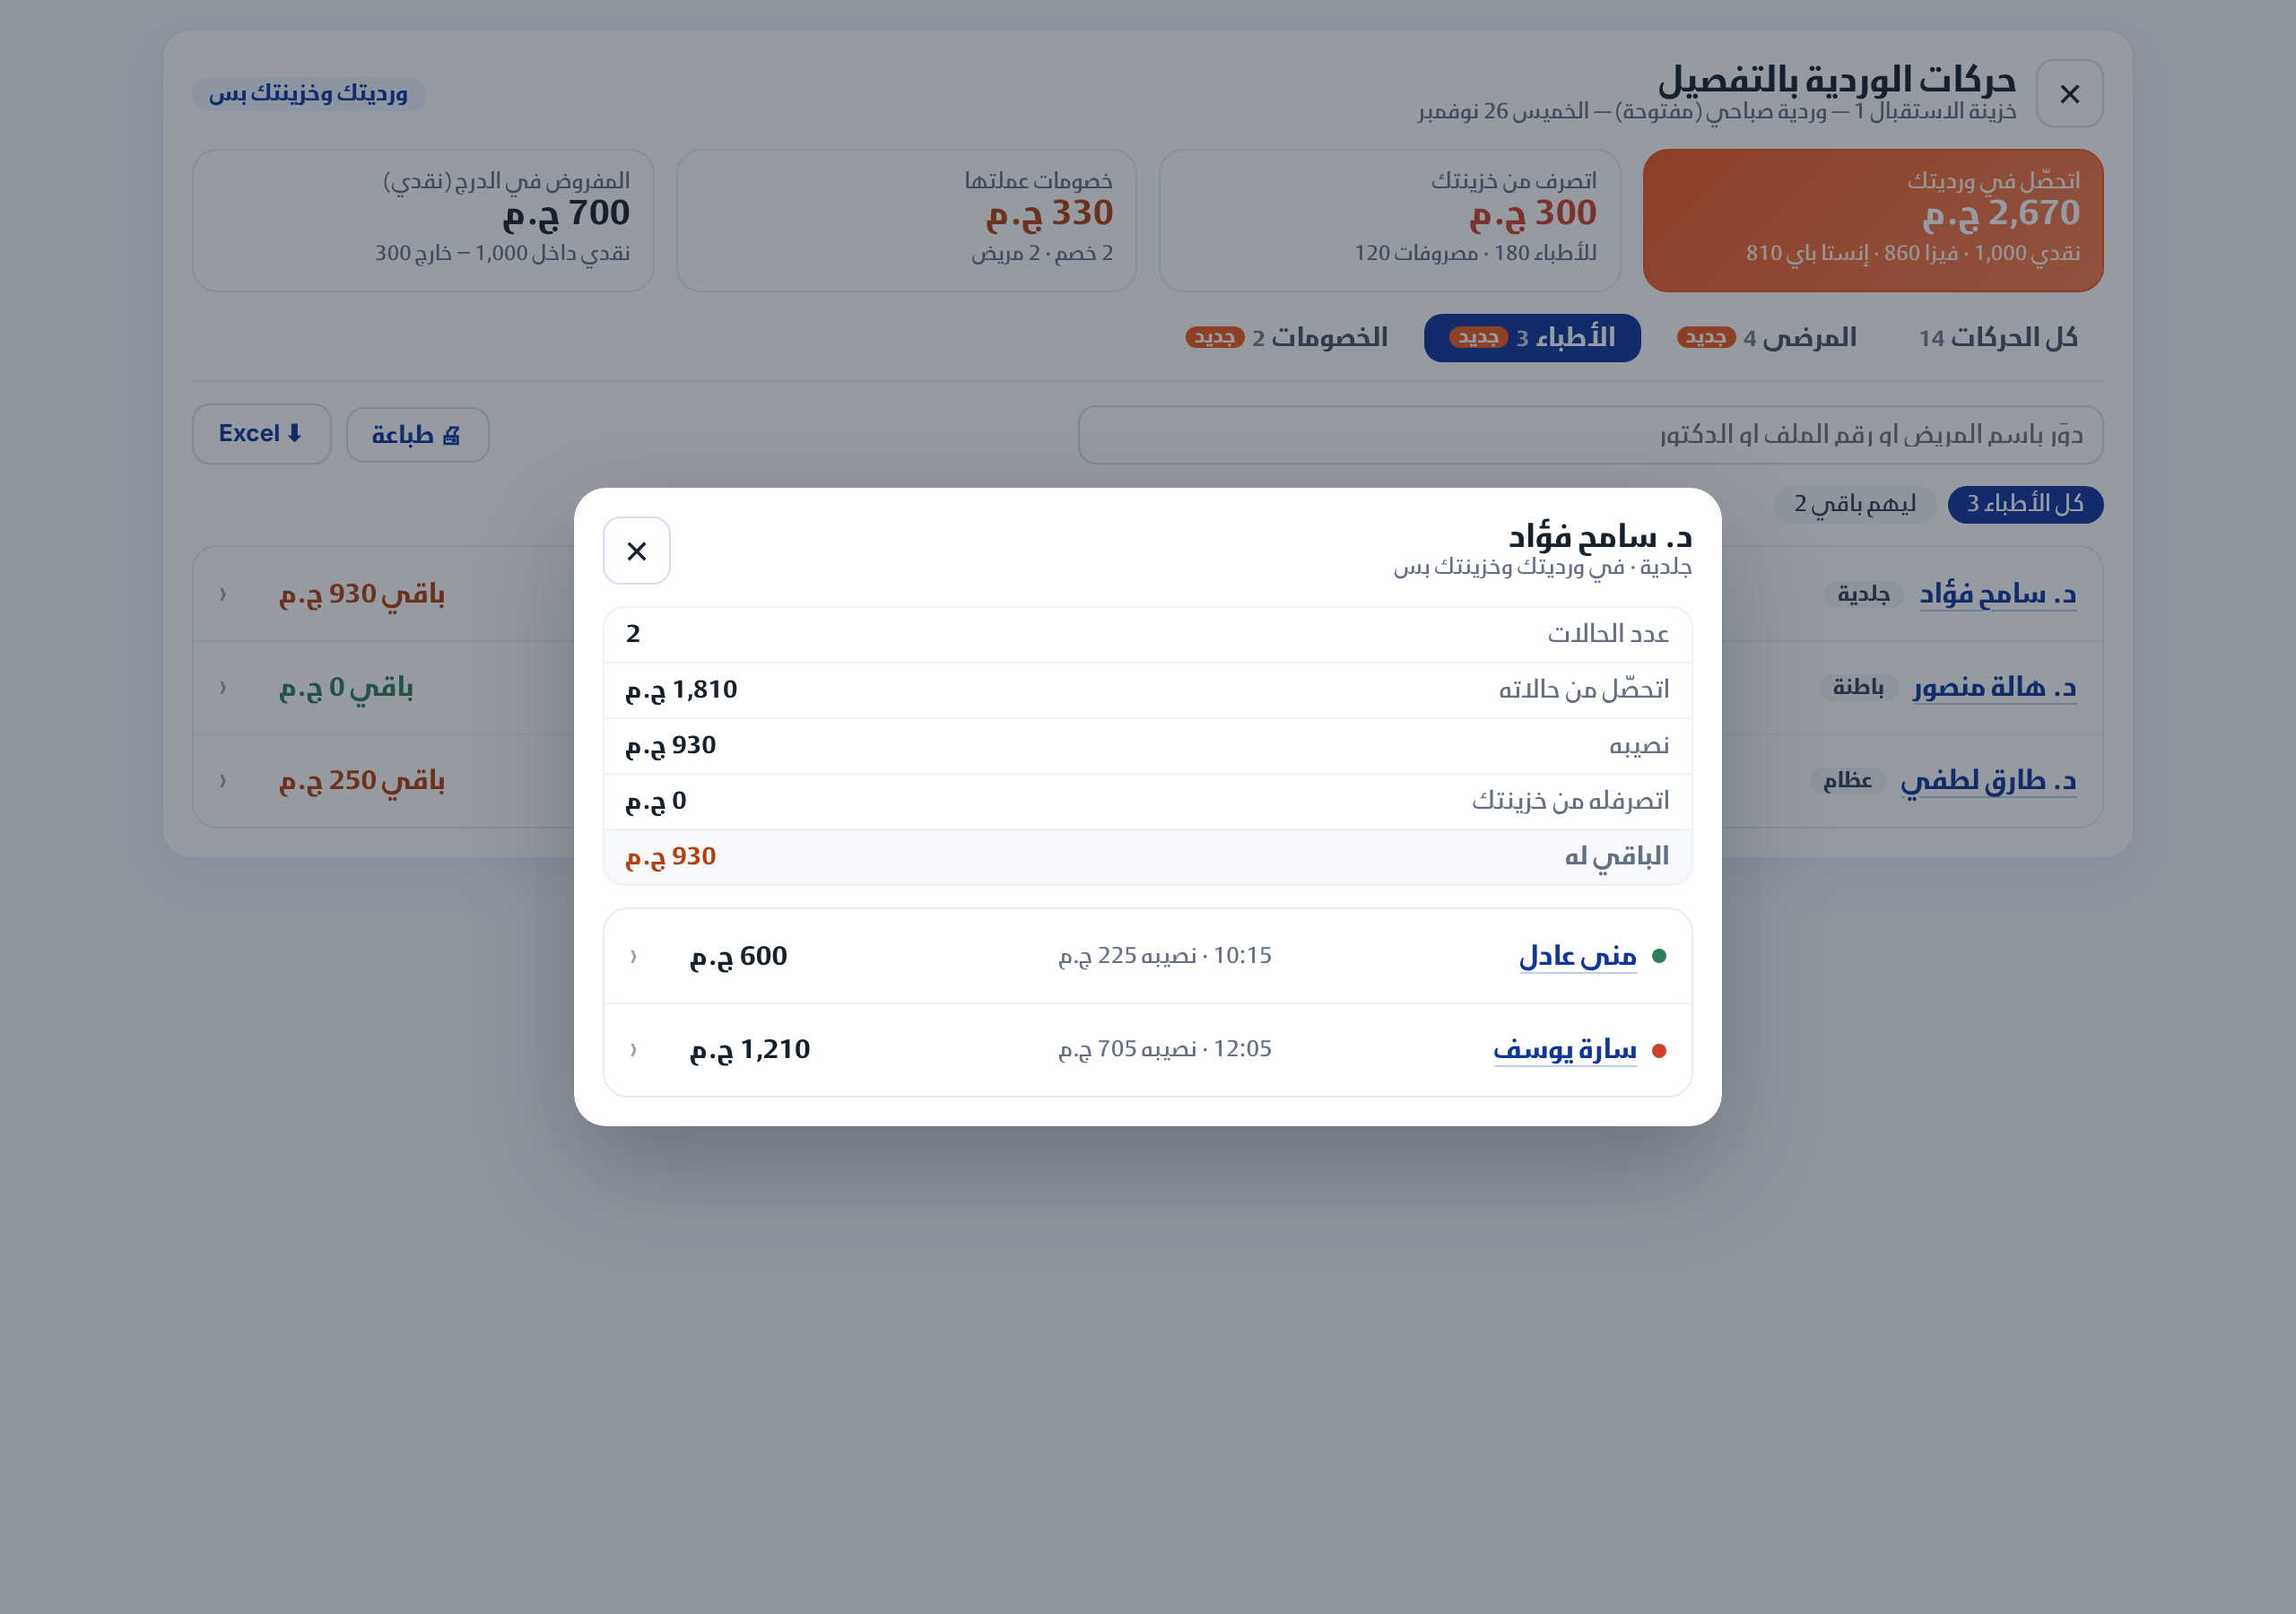 حركات الوردية بالتفصيل
خزينة الاستقبال 1 — وردية صباحي (مفتوحة) — الخميس 26 نوفمبر
ورديتك وخزينتك بس
اتحصّل في ورديتك
2,670 ج.م
نقدي 1,000 · فيزا 860 · إنستا باي 810
اتصرف من خزينتك
300 ج.م
للأطباء 180 · مصروفات 120
خصومات عملتها
330 ج.م
2 خصم · 2 مريض
المفروض في الدرج (نقدي)
700 ج.م
نقدي داخل 1,000 − خارج 300
كل الحركات 14
المرضى 4 جديد
الأطباء 3 جديد
الخصومات 2 جديد
دوّر باسم المريض او رقم الملف او الدكتور
طباعة
Excel
كل الأطباء 3
ليهم باقي 2
د. سامح فؤاد جلدية
باقي 930 ج.م
د. هالة منصور باطنة
باقي 0 ج.م
د. طارق لطفي عظام
باقي 250 ج.م
د. سامح فؤاد
جلدية · في ورديتك وخزينتك بس
عدد الحالات 2
اتحصّل من حالاته 1,810 ج.م
نصيبه 930 ج.م
اتصرفله من خزينتك 0 ج.م
الباقي له 930 ج.م
منى عادل 10:15 · نصيبه 225 ج.م 600 ج.م
سارة يوسف 12:05 · نصيبه 705 ج.م 1,210 ج.م